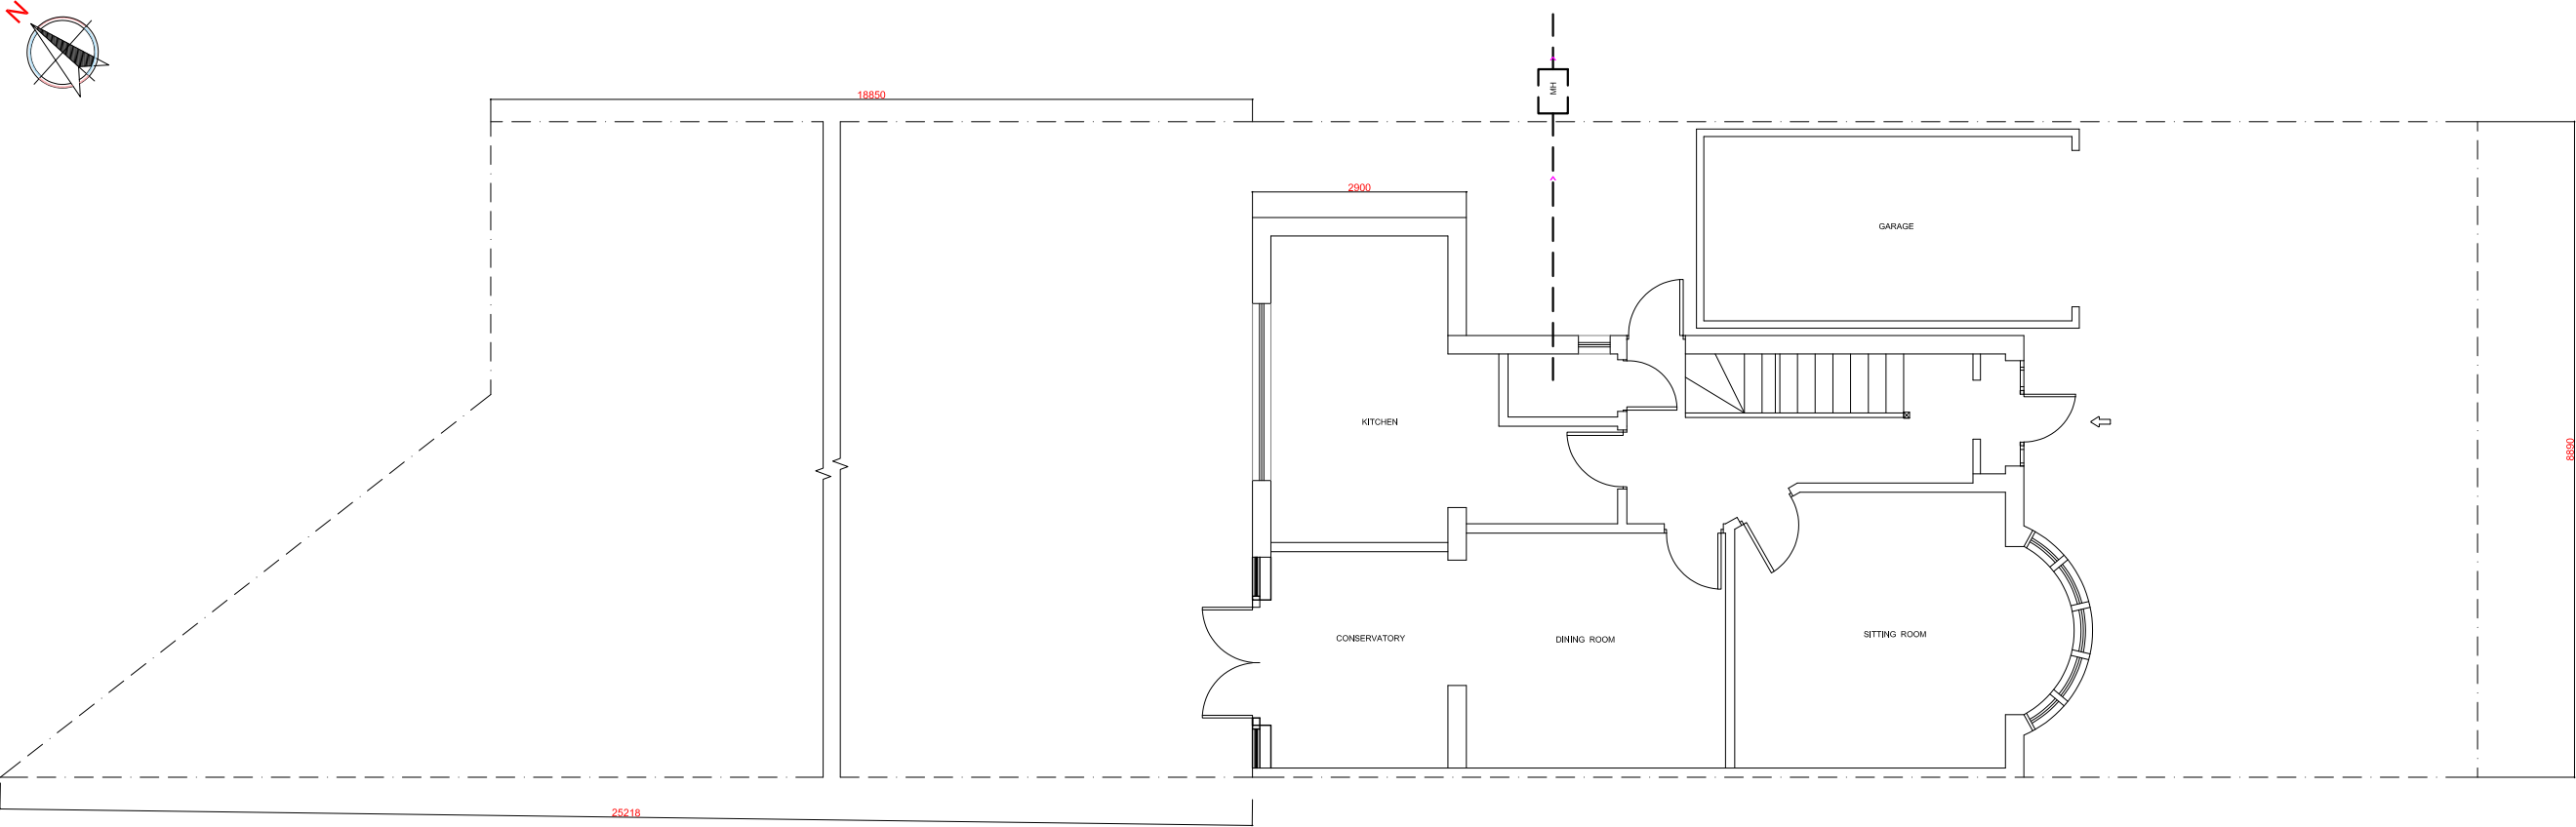 N
18850
MH
2900
GARAGE
KITCHEN
8890
CONSERVATORY
DINING ROOM
SITTING ROOM
25218